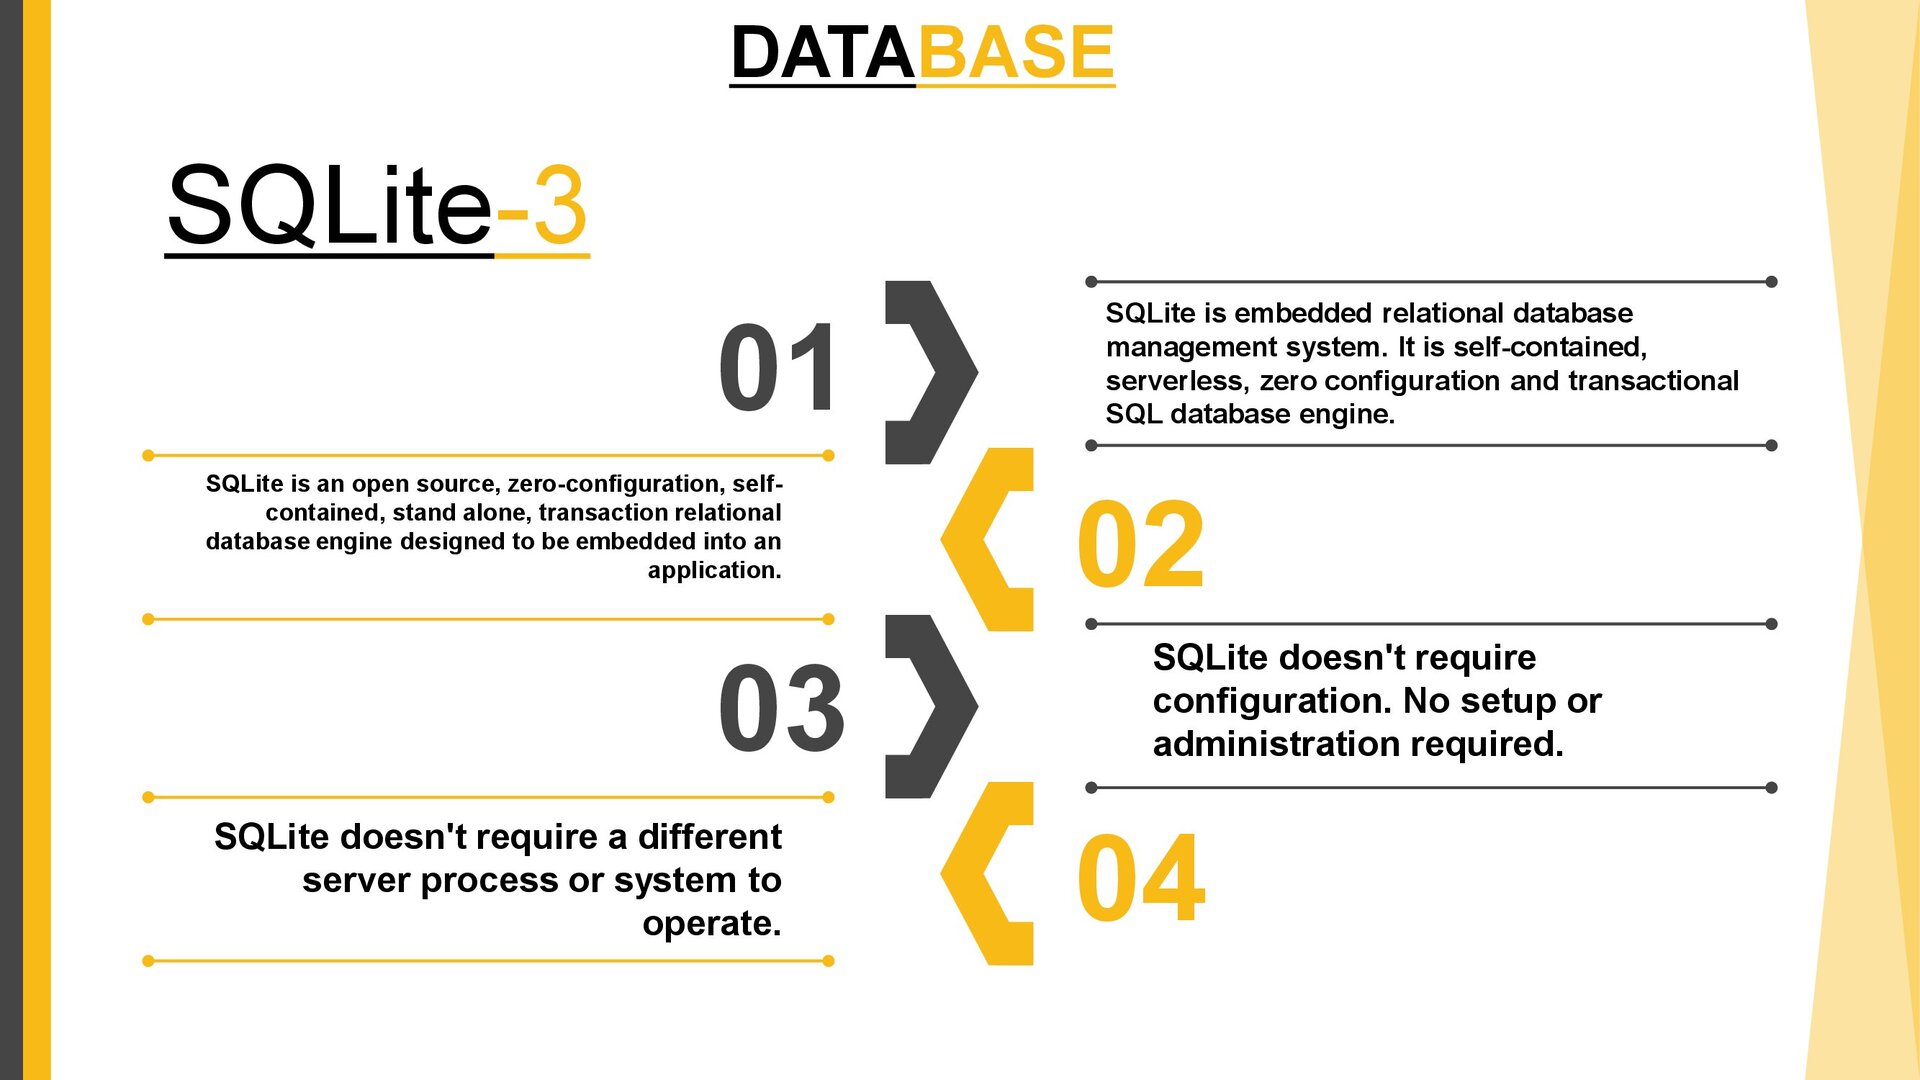 DATABASE
SQLite-3
01
SQLite is embedded relational database
management system. It is self-contained,
serverless, zero configuration and transactional
SQL database engine.
SQLite is an open source, zero-configuration, self-
contained, stand alone, transaction relational
database engine designed to be embedded into an
application.
02
03
SQLite doesn't require
configuration. No setup or
administration required.
SQLite doesn't require a different
server process or system to
operate.
04